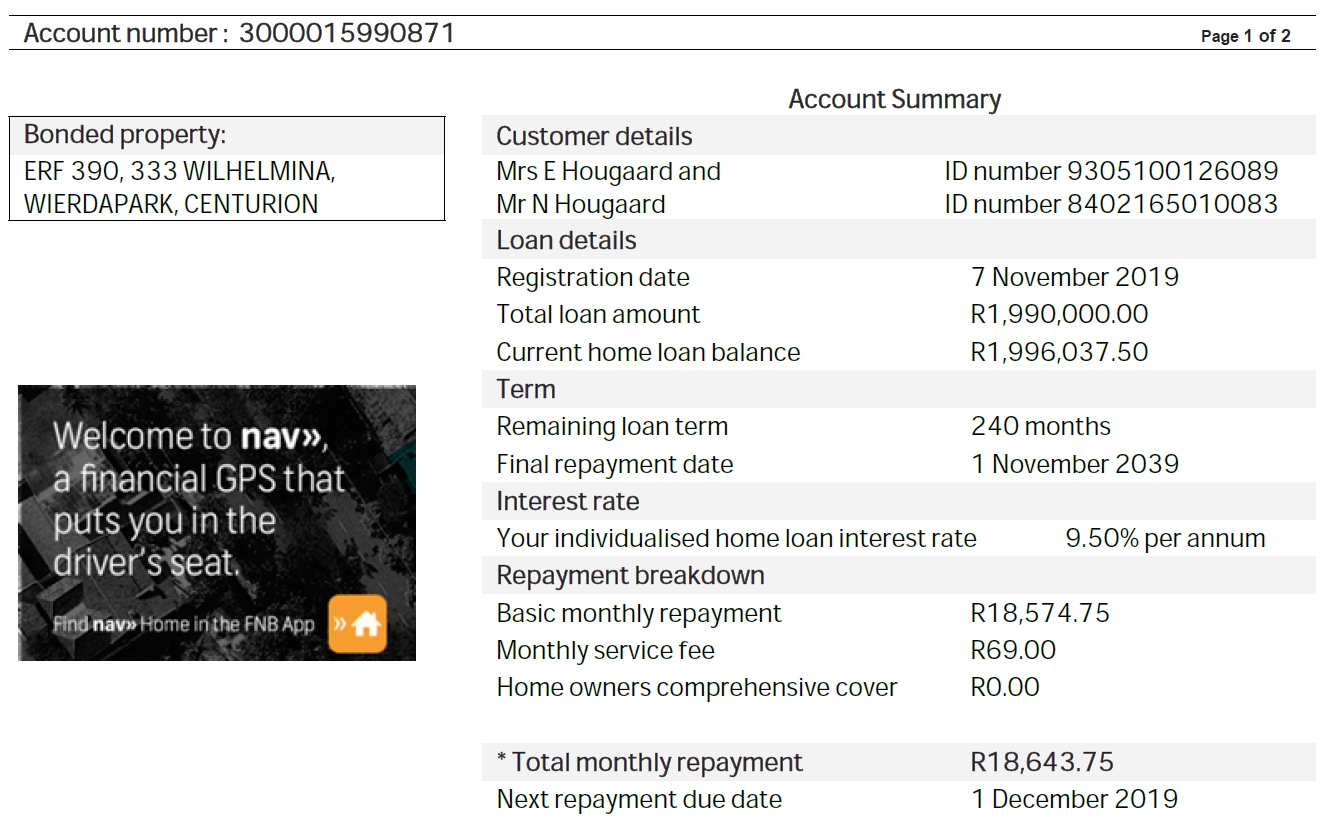 Account number : 3000015990871
Page 1 of 2
Account Summary
Bonded property:
ERF 390, 333 WILHELMINA,
WIERDAPARK, CENTURION
Welcome to nav»,
a financial GPS that
puts you in the
driver's seat.
Find nav» Home in the FNB App »
Customer details
Mrs E Hougaard and ID number 9305100126089
Mr N Hougaard ID number 8402165010083
Loan details
Registration date 7 November 2019
Total loan amount R1,990,000.00
Current home loan balance R1,996,037.50
Term
Remaining loan term 240 months
Final repayment date 1 November 2039
Interest rate
Your individualised home loan interest rate 9.50% per annum
Repayment breakdown
Basic monthly repayment R18,574.75
Monthly service fee R69.00
Home owners comprehensive cover R0.00
* Total monthly repayment R18,643.75
Next repayment due date 1 December 2019